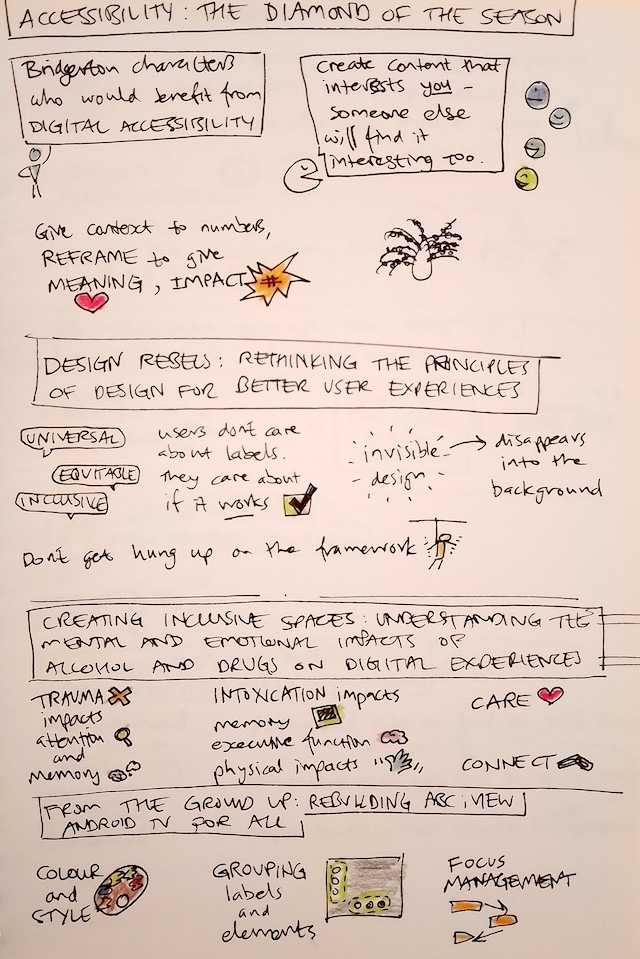 ACCESSIBILITY: THE DIAMOND OF THE SEASON
Bridgerton characters
who would benefit from
DIGITAL ACCESSIBILITY
Create content that
interests you -
someone else
will find it
interesting too.
Give context to numbers,
REFRAME to give
MEANING, IMPACT
#
DESIGN REBELS: RETHINKING THE PRINCIPLES
OF DESIGN FOR BETTER USER EXPERIENCES
UNIVERSAL
EQUITABLE
INCLUSIVE
users don't care
about labels.
They care about
if it works
invisible
design
disappears
into the
background
Don't get hung up on the framework
CREATING INCLUSIVE SPACES: UNDERSTANDING THE
MENTAL AND EMOTIONAL IMPACTS OF
ALCOHOL AND DRUGS ON DIGITAL EXPERIENCES
TRAUMA
impacts
attention
and
memory
INTOXICATION impacts
memory
executive function
physical impacts
CARE
CONNECT
FROM THE GROUND UP: REBUILDING ABC iVIEW
ANDROID TV FOR ALL
COLOUR
and
STYLE
GROUPING
labels
and
elements
FOCUS
MANAGEMENT